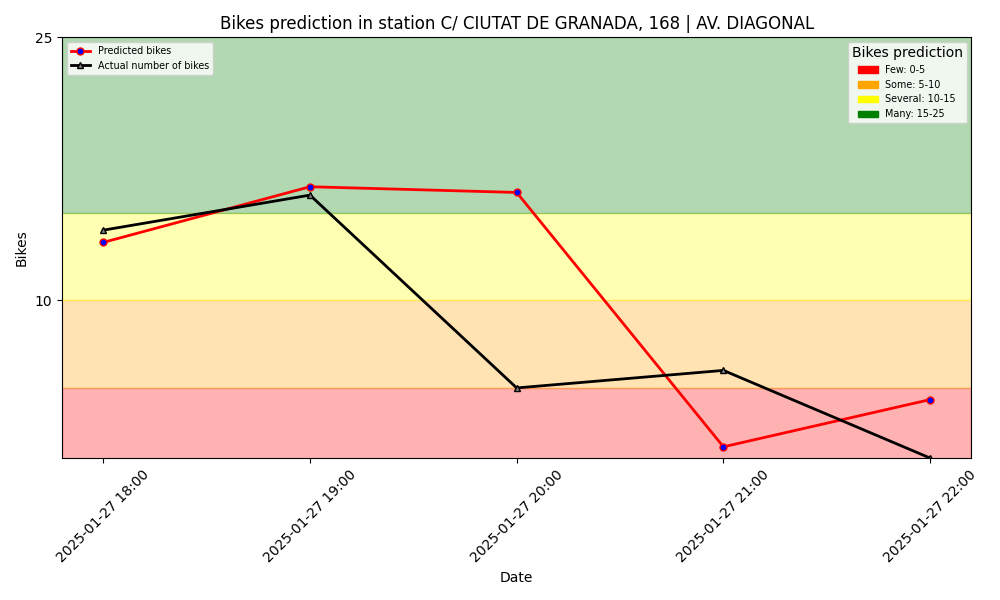 Bikes prediction in station C/ CIUTAT DE GRANADA, 168 | AV. DIAGONAL
25
Predicted bikes
Actual number of bikes
Bikes prediction
Few: 0-5
Some: 5-10
Several: 10-15
Many: 15-25
Bikes
10
2025-01-27 18:00
2025-01-27 19:00
2025-01-27 20:00
2025-01-27 21:00
2025-01-27 22:00
Date